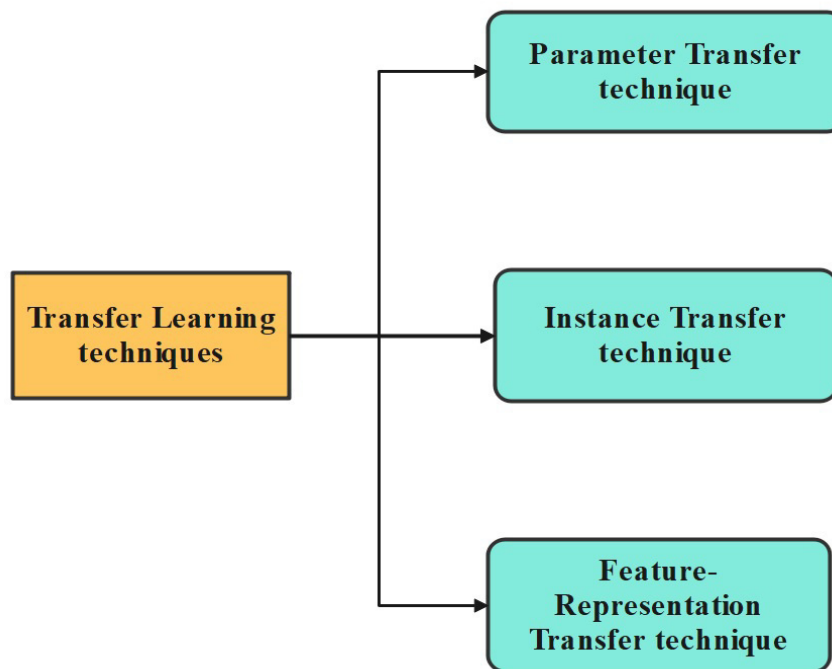 Parameter Transfer
technique
Transfer Learning
techniques
Instance Transfer
technique
Feature-
Representation
Transfer technique